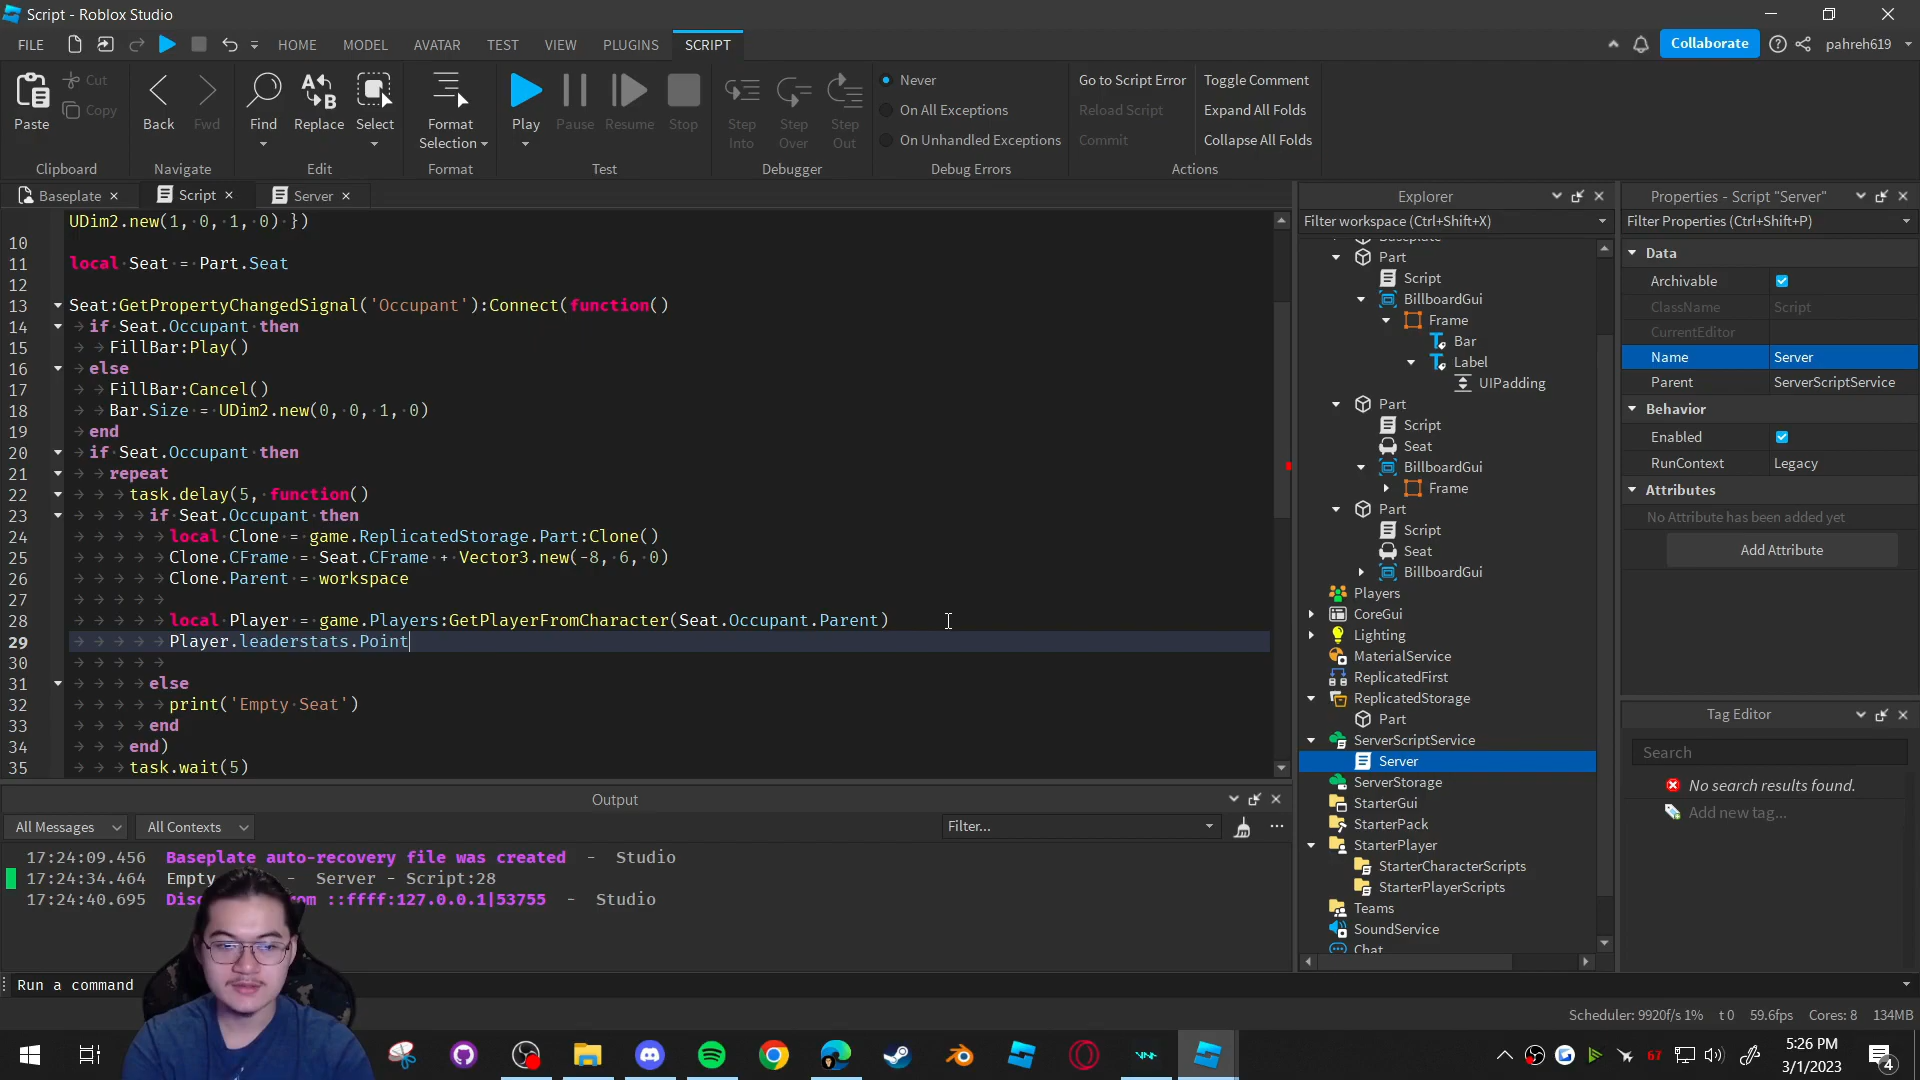 Script - Roblox Studio
FILE HOME MODEL AVATAR TEST VIEW PLUGINS SCRIPT Collaborate pahreh619
Paste Cut Copy Back Fwd Find Replace Select Format Selection Play Pause Resume Stop Step Into Step Over Step Out
Never
On All Exceptions
On Unhandled Exceptions
Go to Script Error
Reload Script
Commit
Toggle Comment
Expand All Folds
Collapse All Folds
Clipboard Navigate Edit Format Test Debugger Debug Errors Actions
Baseplate Script Server
UDim2.new(1, 0, 1, 0) })
10
11 local Seat = Part.Seat
12
13 Seat:GetPropertyChangedSignal('Occupant'):Connect(function()
14 if Seat.Occupant then
15 FillBar:Play()
16 else
17 FillBar:Cancel()
18 Bar.Size = UDim2.new(0, 0, 1, 0)
19 end
20 if Seat.Occupant then
21 repeat
22 task.delay(5, function()
23 if Seat.Occupant then
24 local Clone = game.ReplicatedStorage.Part:Clone()
25 Clone.CFrame = Seat.CFrame + Vector3.new(-8, 6, 0)
26 Clone.Parent = workspace
27
28 local Player = game.Players:GetPlayerFromCharacter(Seat.Occupant.Parent)
29 Player.leaderstats.Point
30
31 else
32 print('Empty Seat')
33 end
34 end)
35 task.wait(5)
Output
All Messages All Contexts Filter...
17:24:09.456 Baseplate auto-recovery file was created - Studio
17:24:34.464 Empty - Server - Script:28
17:24:40.695 ::ffff:127.0.0.1|53755 - Studio
Run a command
Explorer
Filter workspace (Ctrl+Shift+X)
Part
Script
BillboardGui
Frame
Bar
Label
UIPadding
Part
Script
Seat
BillboardGui
Frame
Part
Script
Seat
BillboardGui
Players
CoreGui
Lighting
MaterialService
ReplicatedFirst
ReplicatedStorage
Part
ServerScriptService
Server
ServerStorage
StarterGui
StarterPack
StarterPlayer
StarterCharacterScripts
StarterPlayerScripts
Teams
SoundService
Chat
Properties - Script "Server"
Filter Properties (Ctrl+Shift+P)
Data
Archivable
ClassName Script
CurrentEditor
Name Server
Parent ServerScriptService
Behavior
Enabled
RunContext Legacy
Attributes
No Attribute has been added yet
Add Attribute
Tag Editor
Search
No search results found.
Add new tag...
Scheduler: 9920f/s 1% t 0 59.6fps Cores: 8 134MB
67
5:26 PM
3/1/2023
4